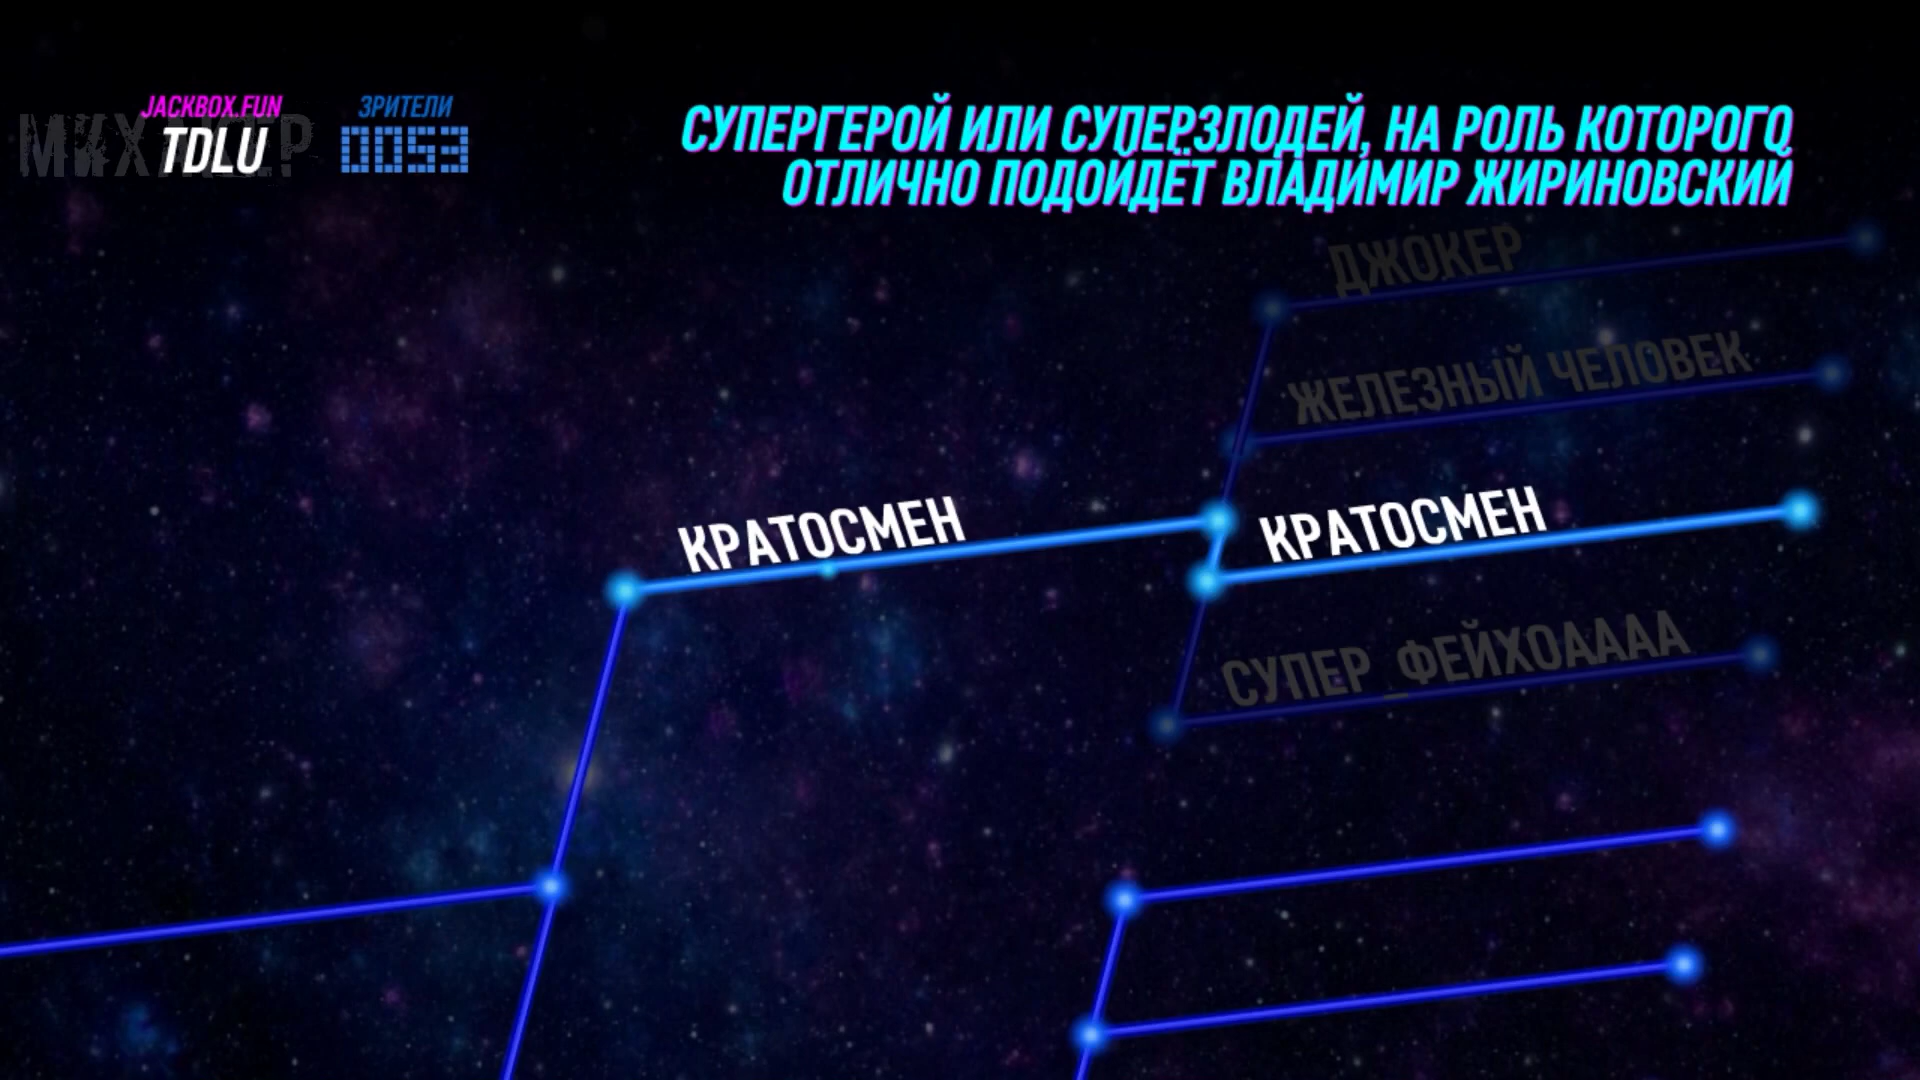 JACKBOX.FUN
TDLU
ЗРИТЕЛИ
0053
СУПЕРГЕРОЙ ИЛИ СУПЕРЗЛОДЕЙ, НА РОЛЬ КОТОРОГО
ОТЛИЧНО ПОДОЙДЁТ ВЛАДИМИР ЖИРИНОВСКИЙ
ДЖОКЕР
ЖЕЛЕЗНЫЙ ЧЕЛОВЕК
КРАТОСМЕН
КРАТОСМЕН
СУПЕР_ФЕЙХОАААА